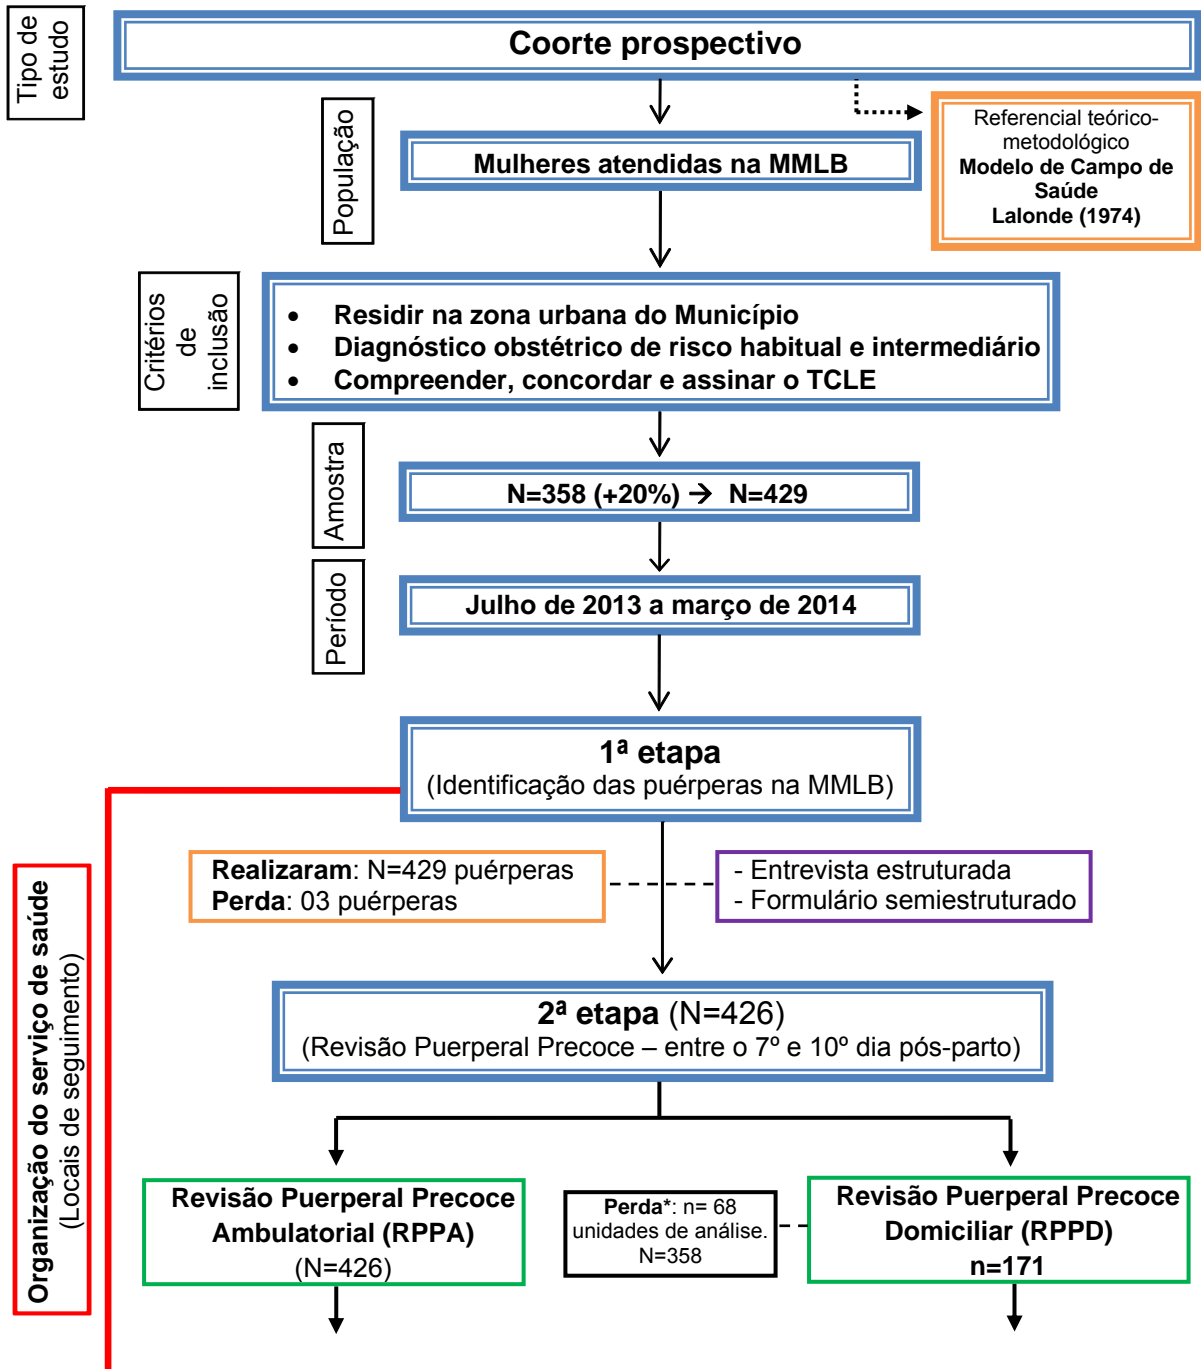 Tipo de
estudo
Coorte prospectivo
População
Mulheres atendidas na MMLB
Referencial teórico-
metodológico
Modelo de Campo de
Saúde
Lalonde (1974)
Critérios
de
inclusão
• Residir na zona urbana do Município
• Diagnóstico obstétrico de risco habitual e intermediário
• Compreender, concordar e assinar o TCLE
Amostra
N=358 (+20%) → N=429
Período
Julho de 2013 a março de 2014
1ª etapa
(Identificação das puérperas na MMLB)
Realizaram: N=429 puérperas
Perda: 03 puérperas
- Entrevista estruturada
- Formulário semiestruturado
Organização do serviço de saúde
(Locais de seguimento)
2ª etapa (N=426)
(Revisão Puerperal Precoce – entre o 7º e 10º dia pós-parto)
Revisão Puerperal Precoce
Ambulatorial (RPPA)
(N=426)
Perda*: n= 68
unidades de análise.
N=358
Revisão Puerperal Precoce
Domiciliar (RPPD)
n=171